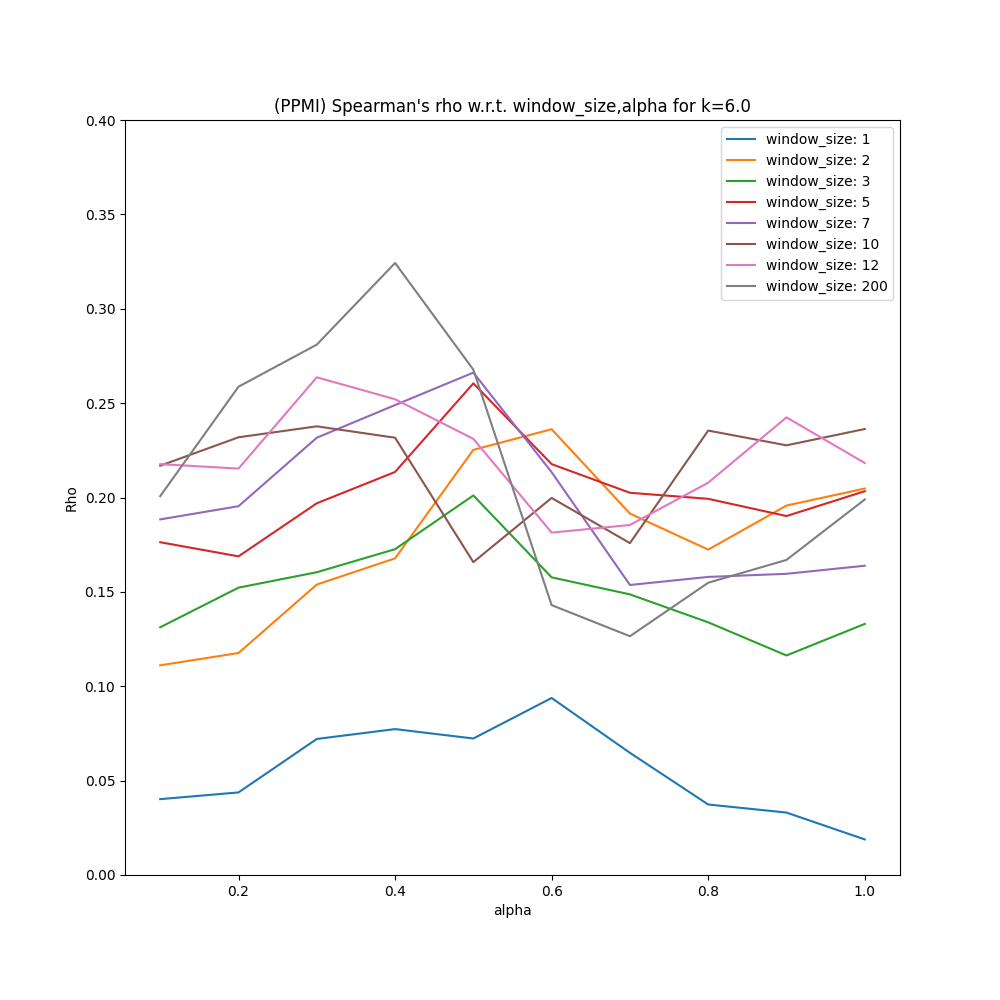 (PPMI) Spearman's rho w.r.t. window_size,alpha for k=6.0
0.40
0.35
0.30
0.25
0.20
0.15
0.10
0.05
0.00
Rho
window_size: 1
window_size: 2
window_size: 3
window_size: 5
window_size: 7
window_size: 10
window_size: 12
window_size: 200
0.2 0.4 0.6 0.8 1.0
alpha